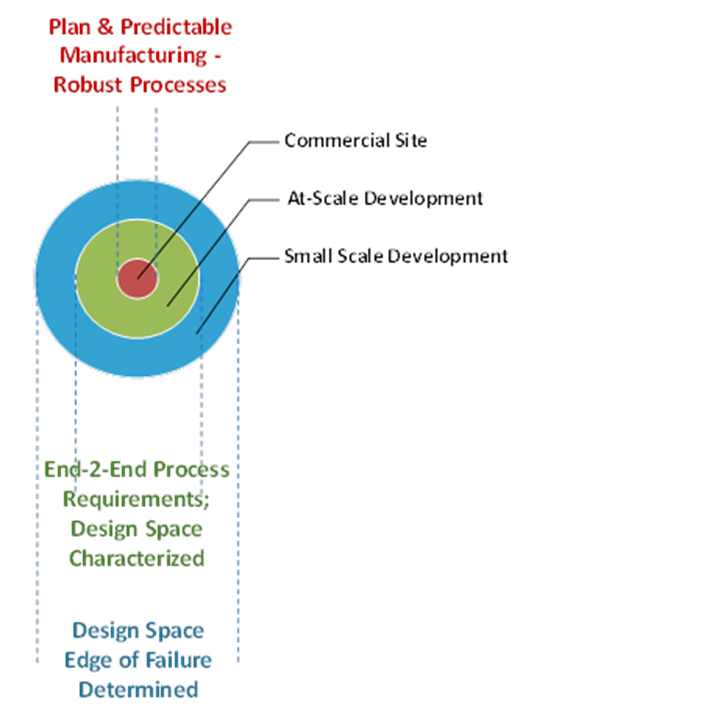 Plan & Predictable
Manufacturing -
Robust Processes
Commercial Site
At-Scale Development
Small Scale Development
End-2-End Process
Requirements;
Design Space
Characterized
Design Space
Edge of Failure
Determined